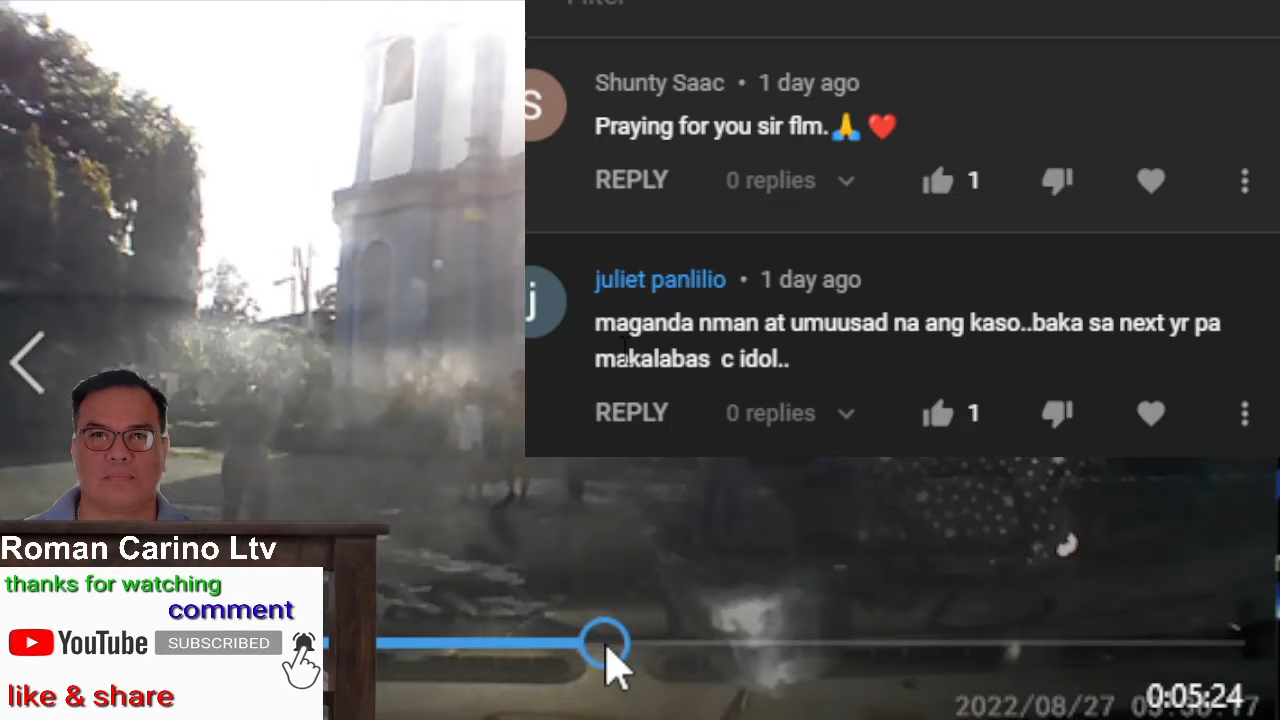 S
Shunty Saac • 1 day ago
Praying for you sir flm.🙏 ❤️
REPLY 0 replies 1
j
juliet panlilio • 1 day ago
maganda nman at umuusad na ang kaso..baka sa next yr pa
makalabas c idol..
REPLY 0 replies 1
Roman Carino Ltv
thanks for watching
comment
YouTube SUBSCRIBED
like & share
0:05:24
2022/08/27